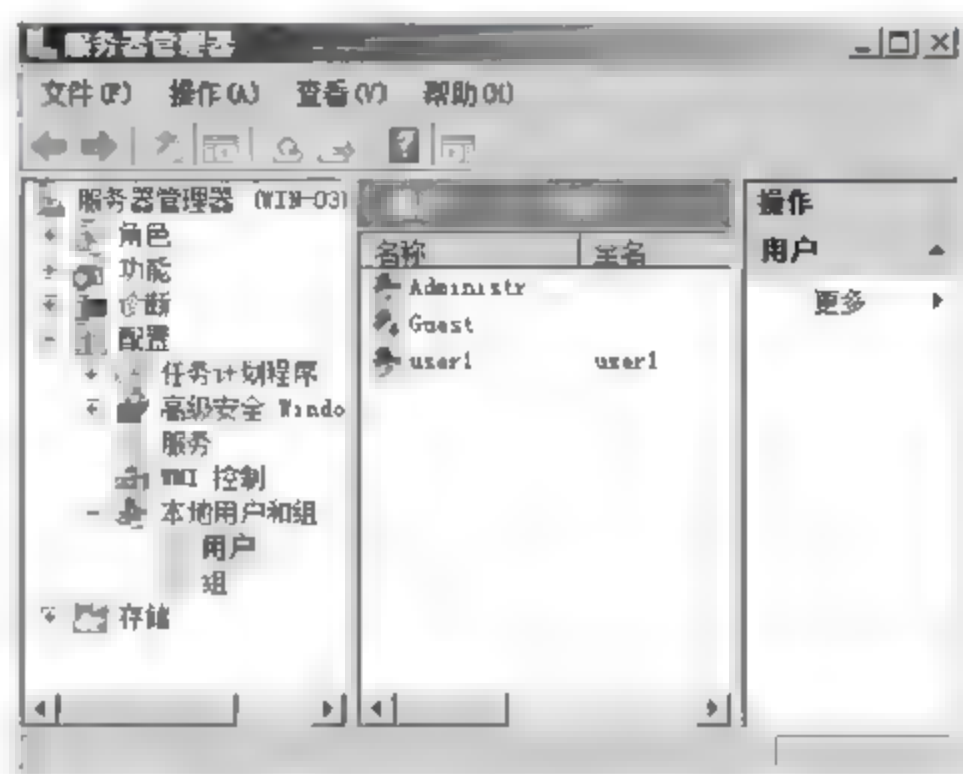 服务器管理器
文件(F) 操作(A) 查看(V) 帮助(H)
服务器管理器 (WIN-03)
角色
功能
诊断
配置
任务计划程序
高级安全 Windo
服务
WMI 控制
本地用户和组
用户
组
存储
名称 全名
Administr
Guest
user1 user1
操作
用户
更多